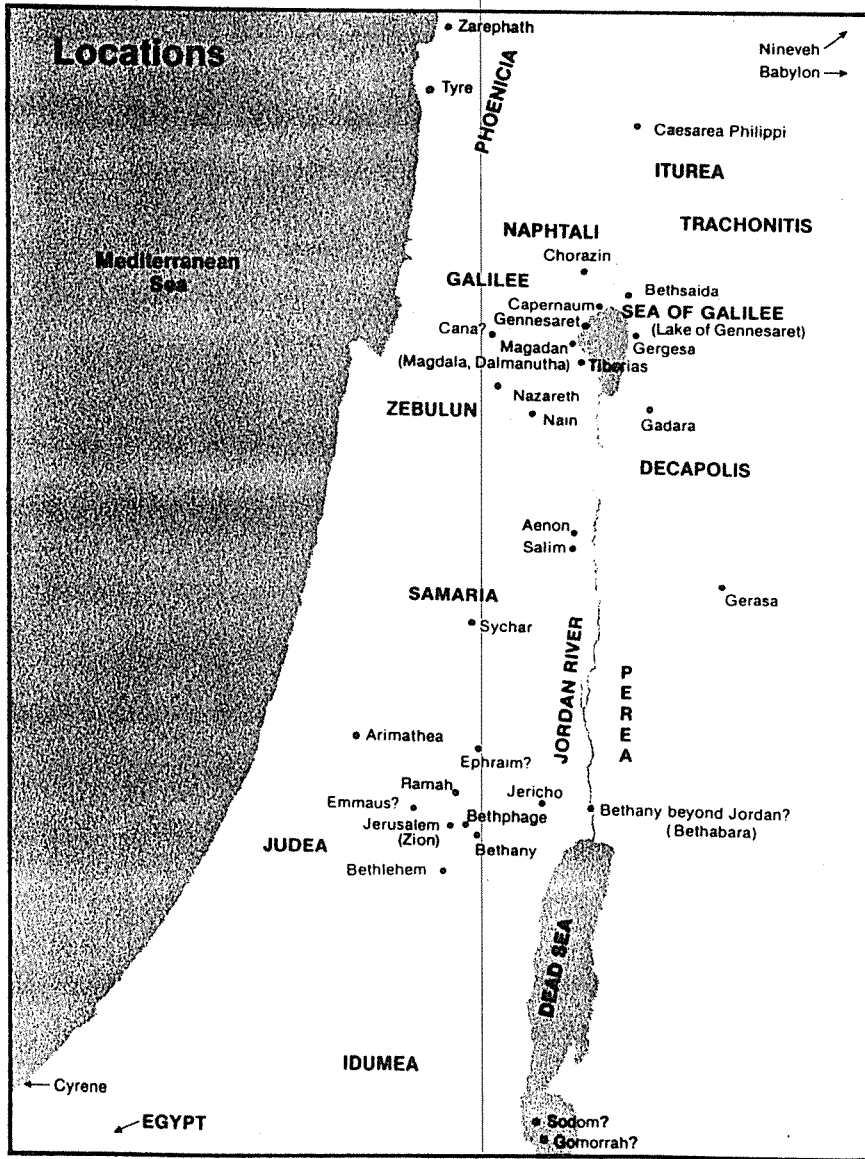 Locations
Zarephath
Nineveh
Babylon
Tyre
PHOENICIA
Caesarea Philippi
ITUREA
TRACHONITIS
NAPHTALI
Chorazin
Mediterranean
Sea
GALILEE
Bethsaida
Capernaum
SEA OF GALILEE
(Lake of Gennesaret)
Gennesaret
Cana?
Gergesa
Magadan
(Magdala, Dalmanutha)
Tiberias
Nazareth
ZEBULUN
Nain
Gadara
DECAPOLIS
Aenon
Salim
SAMARIA
Gerasa
Sychar
JORDAN RIVER
PEREA
Arimathea
Ephraim?
Ramah
Jericho
Emmaus?
Bethany beyond Jordan?
(Bethabara)
Jerusalem
(Zion)
Bethphage
JUDEA
Bethany
Bethlehem
DEAD SEA
IDUMEA
Cyrene
EGYPT
Sodom?
Gomorrah?